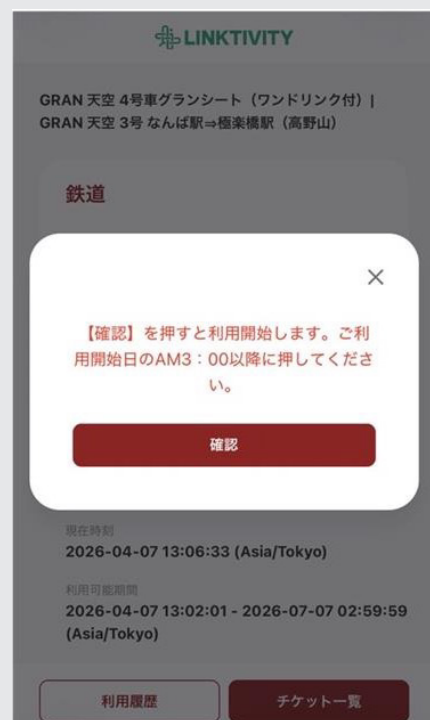 LINKTIVITY
GRAN 天空 4号車グランシート（ワンドリンク付）|
GRAN 天空 3号 なんば駅⇒極楽橋駅（高野山）
鉄道
【確認】を押すと利用開始します。ご利
用開始日のAM3：00以降に押してくださ
い。
確認
現在時刻
2026-04-07 13:06:33 (Asia/Tokyo)
利用可能期間
2026-04-07 13:02:01 - 2026-07-07 02:59:59
(Asia/Tokyo)
利用履歴
チケット一覧